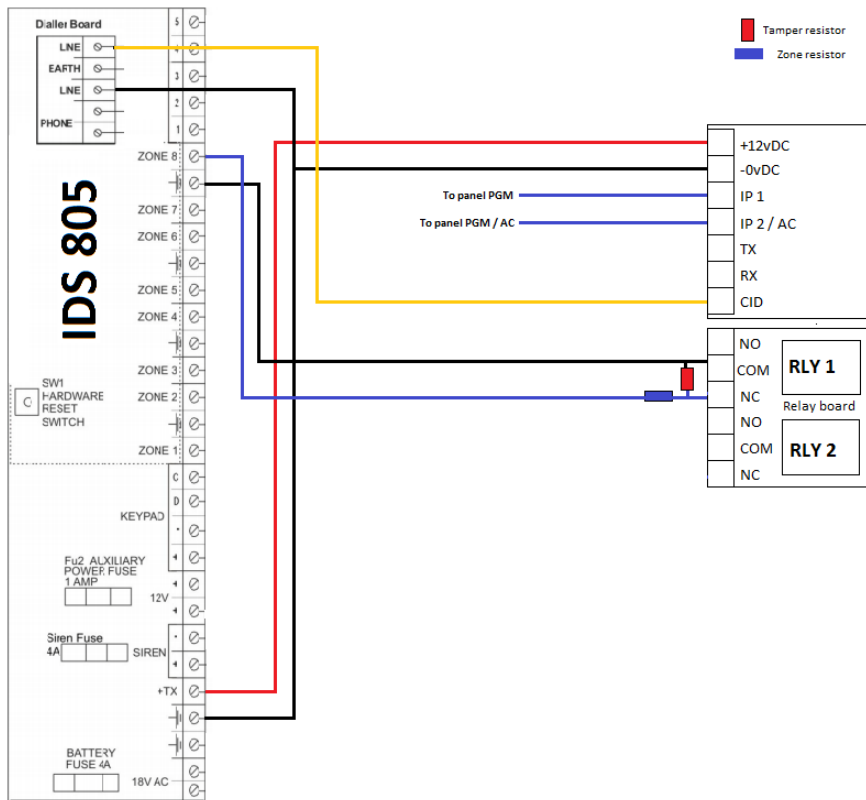 Dialler Board
LINE
EARTH
LINE
PHONE
5
4
3
2
1
ZONE 8
ZONE 7
ZONE 6
ZONE 5
ZONE 4
ZONE 3
ZONE 2
ZONE 1
IDS 805
SW1
HARDWARE
RESET
SWITCH
C
D
KEYPAD
Fu2 AUXILIARY
POWER FUSE
1 AMP
12V
Siren Fuse
4A
SIREN
+TX
BATTERY
FUSE 4A
18V AC
Tamper resistor
Zone resistor
+12vDC
-0vDC
To panel PGM
IP 1
To panel PGM / AC
IP 2 / AC
TX
RX
CID
NO
COM
NC
RLY 1
Relay board
NO
COM
NC
RLY 2